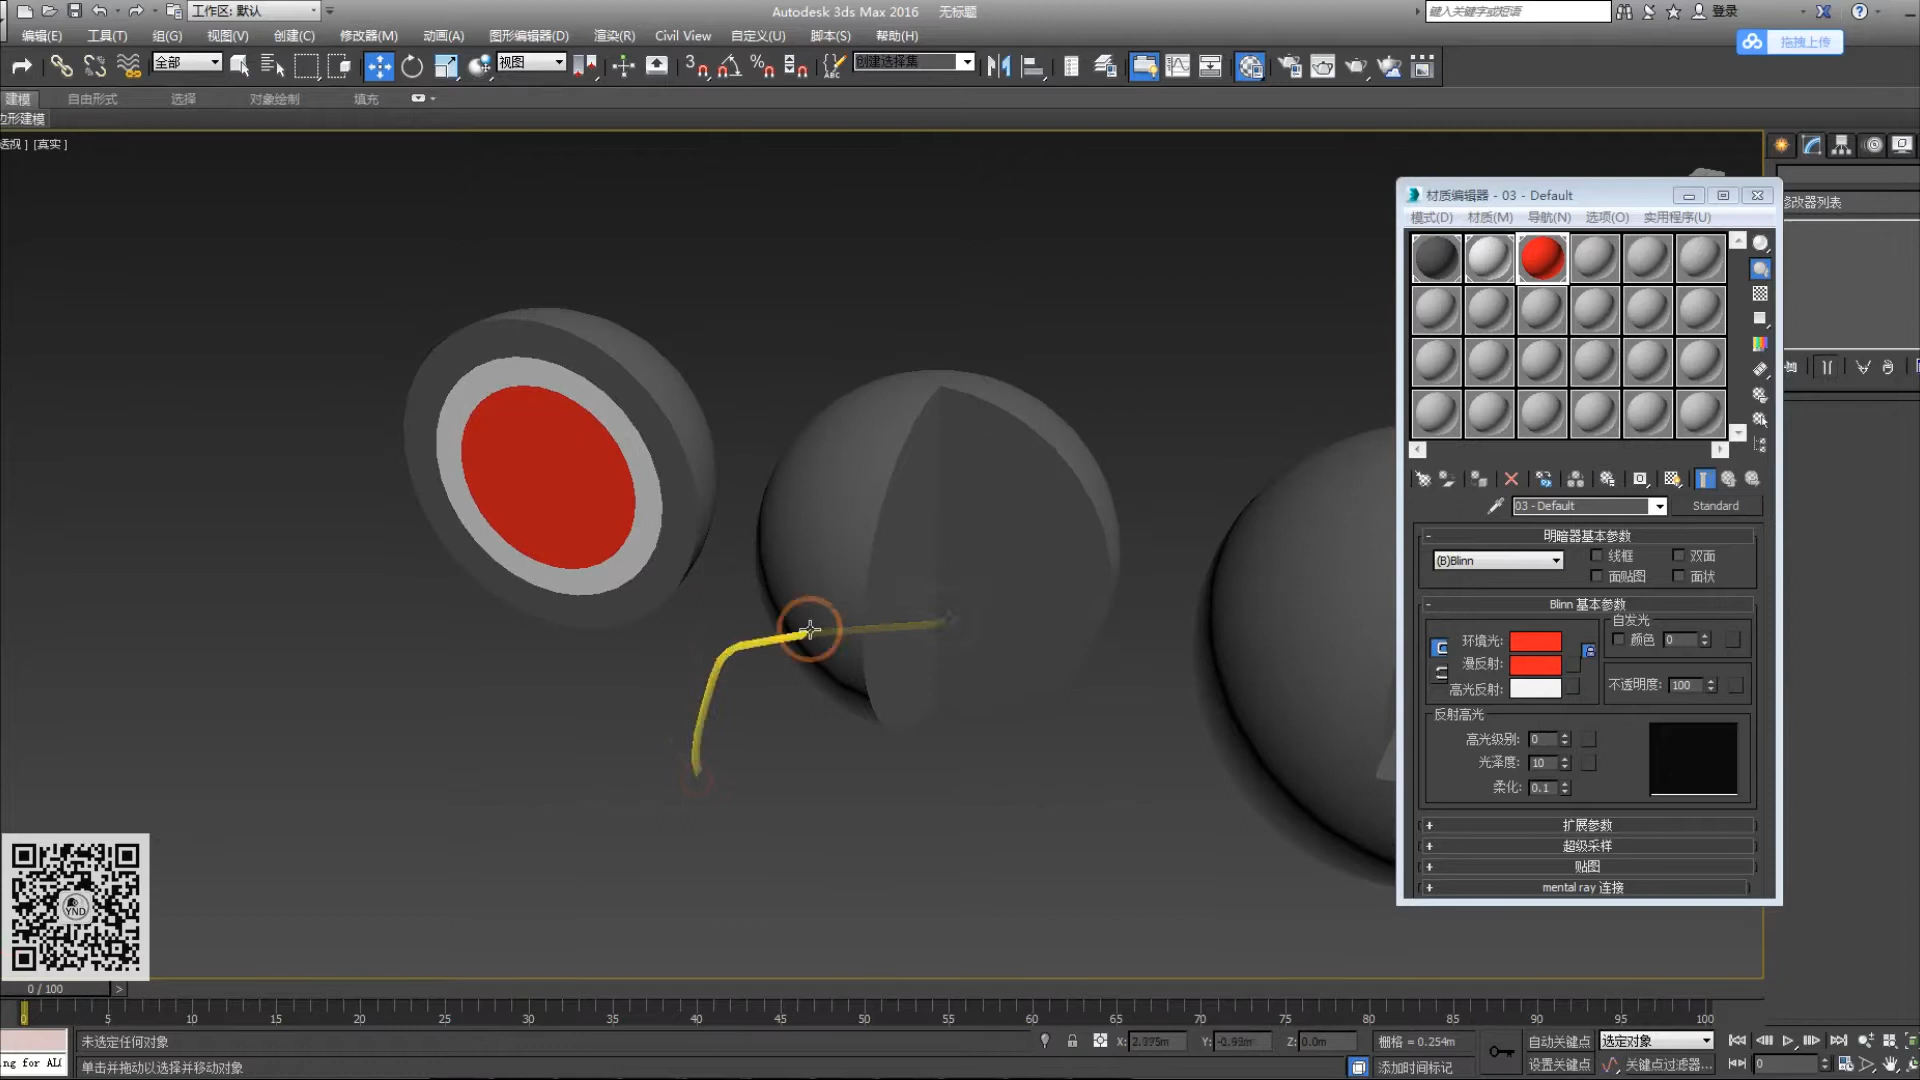 工作区: 默认
Autodesk 3ds Max 2016 无标题
键入关键字或短语
登录
编辑(E) 工具(T) 组(G) 视图(V) 创建(C) 修改器(M) 动画(A) 图形编辑器(D) 渲染(R) Civil View 自定义(U) 脚本(S) 帮助(H)
拖拽上传
全部
视图
创建选择集
建模 自由形式 选择 对象绘制 填充
边形建模
透视 ] [真实 ]
材质编辑器 - 03 - Default
模式(D) 材质(M) 导航(N) 选项(O) 实用程序(U)
修改器列表
03 - Default
Standard
明暗器基本参数
(B)Blinn
线框 双面
面贴图 面状
Blinn 基本参数
自发光
环境光:
颜色 0
漫反射:
不透明度: 100
高光反射:
反射高光
高光级别: 0
光泽度: 10
柔化: 0.1
扩展参数
超级采样
贴图
mental ray 连接
YND
0 / 100 >
0 5 10 15 20 25 30 35 40 45 50 55 60 65 70 75 80 85 90 95 100
未选定任何对象
X: 2.375m Y: -0.93m Z: 0.0m
栅格 = 0.254m
自动关键点 选定对象
ng for ALI
单击并拖动以选择并移动对象
添加时间标记
设置关键点 关键点过滤器...
0